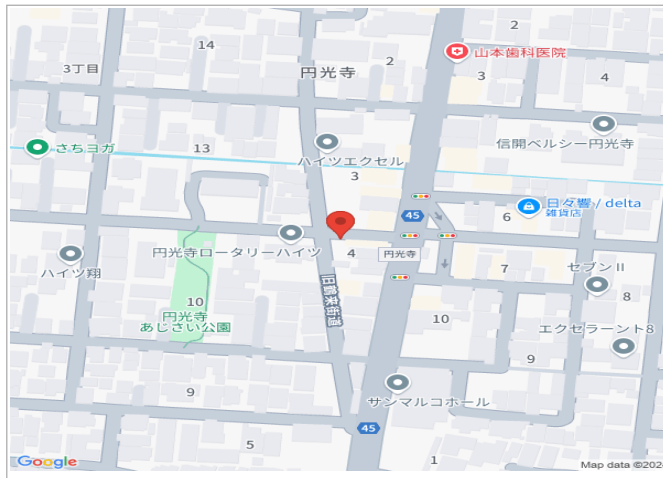 2
14
円光寺
2
山本歯科医院
3丁目
3
4
13
さちヨガ
ハイツエクセル
信開ベルシー円光寺
3
45
日々響 / delta
雑貨店
6
円光寺ロータリーハイツ
4
円光寺
ハイツ翔
7
セブンⅡ
旧鶴来街道
10
8
円光寺
あじさい公園
10
エクセラーント8
9
9
サンマルコホール
45
5
1
Google
Map data ©202